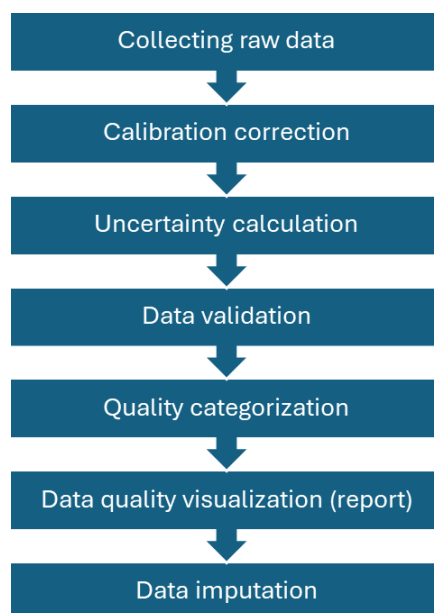 Collecting raw data
Calibration correction
Uncertainty calculation
Data validation
Quality categorization
Data quality visualization (report)
Data imputation